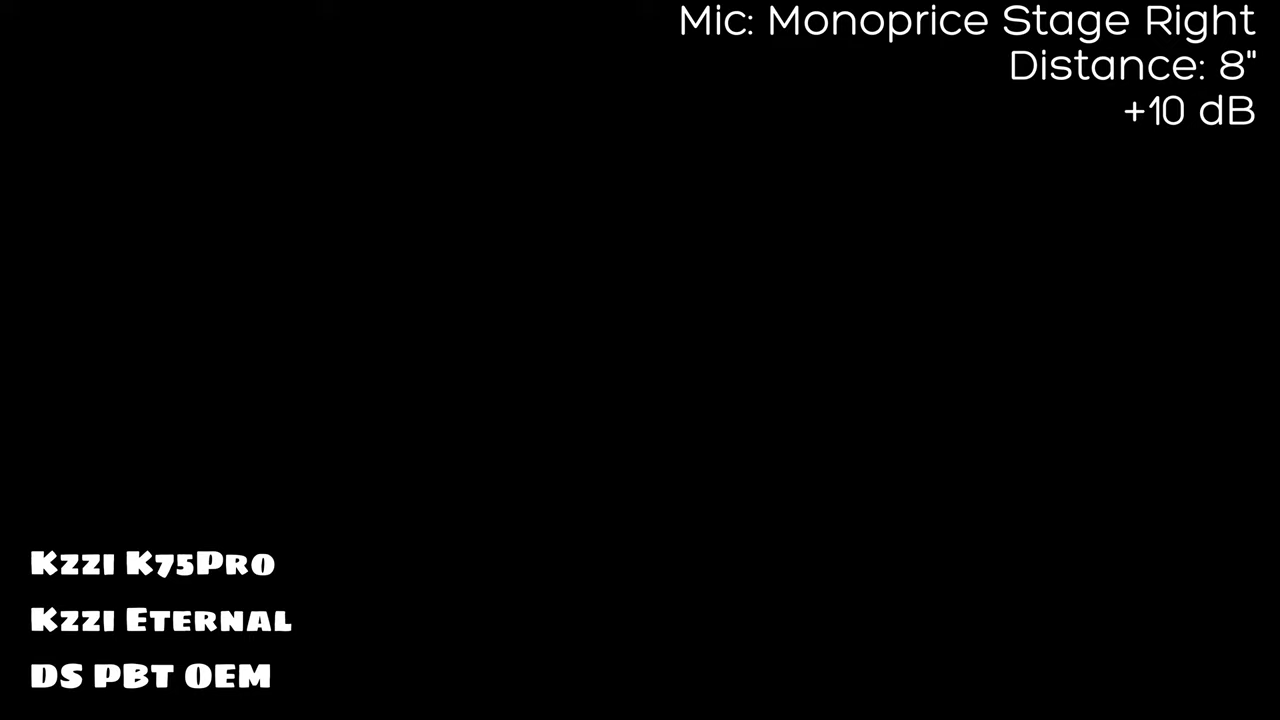 Mic: Monoprice Stage Right
Distance: 8"
+10 dB
Kzzi K75Pro
Kzzi Eternal
DS PBT OEM